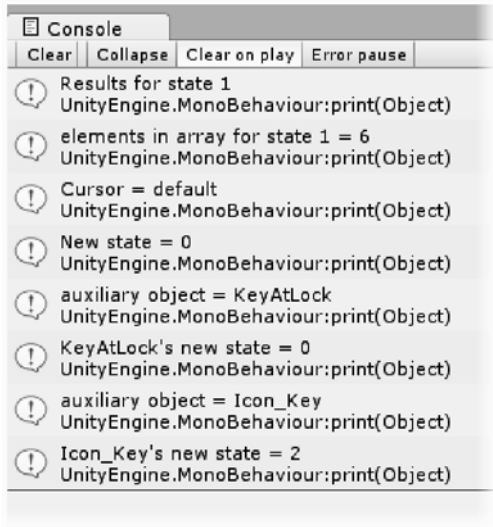 Console
Clear Collapse Clear on play Error pause
Results for state 1
UnityEngine.MonoBehaviour:print(Object)
elements in array for state 1 = 6
UnityEngine.MonoBehaviour:print(Object)
Cursor = default
UnityEngine.MonoBehaviour:print(Object)
New state = 0
UnityEngine.MonoBehaviour:print(Object)
auxiliary object = KeyAtLock
UnityEngine.MonoBehaviour:print(Object)
KeyAtLock's new state = 0
UnityEngine.MonoBehaviour:print(Object)
auxiliary object = Icon_Key
UnityEngine.MonoBehaviour:print(Object)
Icon_Key's new state = 2
UnityEngine.MonoBehaviour:print(Object)